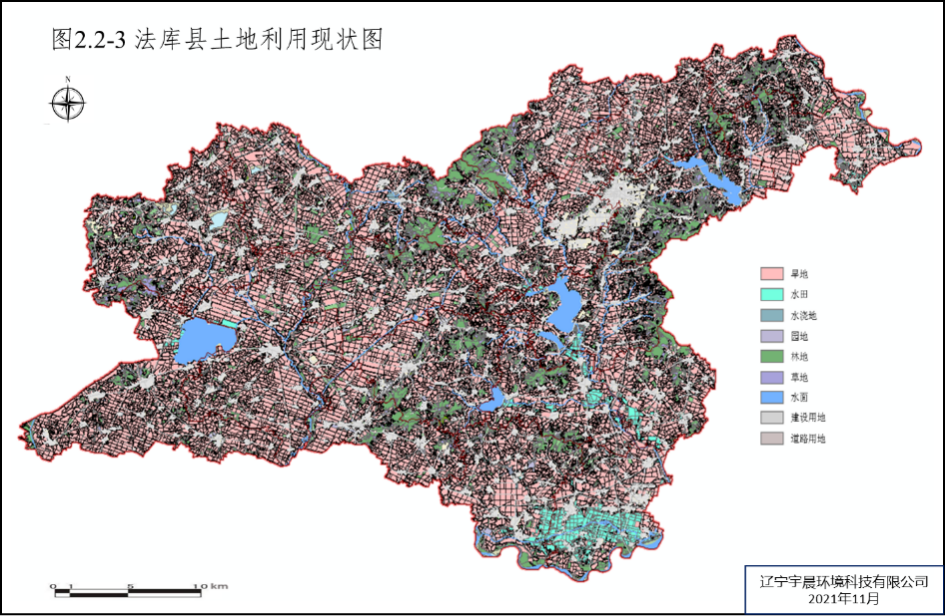 图2.2-3 法库县土地利用现状图
N
旱地
水田
水浇地
园地
林地
草地
水面
建设用地
道路用地
0 1 5 10 km
辽宁宇晨环境科技有限公司
2021年11月